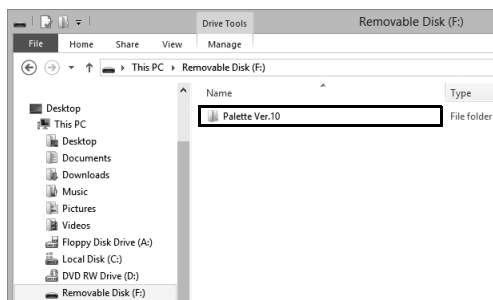 Drive Tools Removable Disk (F:)
File Home Share View Manage
This PC Removable Disk (F:)
Name Type
Desktop
Palette Ver.10 File folder
This PC
Desktop
Documents
Downloads
Music
Pictures
Videos
Floppy Disk Drive (A:)
Local Disk (C:)
DVD RW Drive (D:)
Removable Disk (F:)